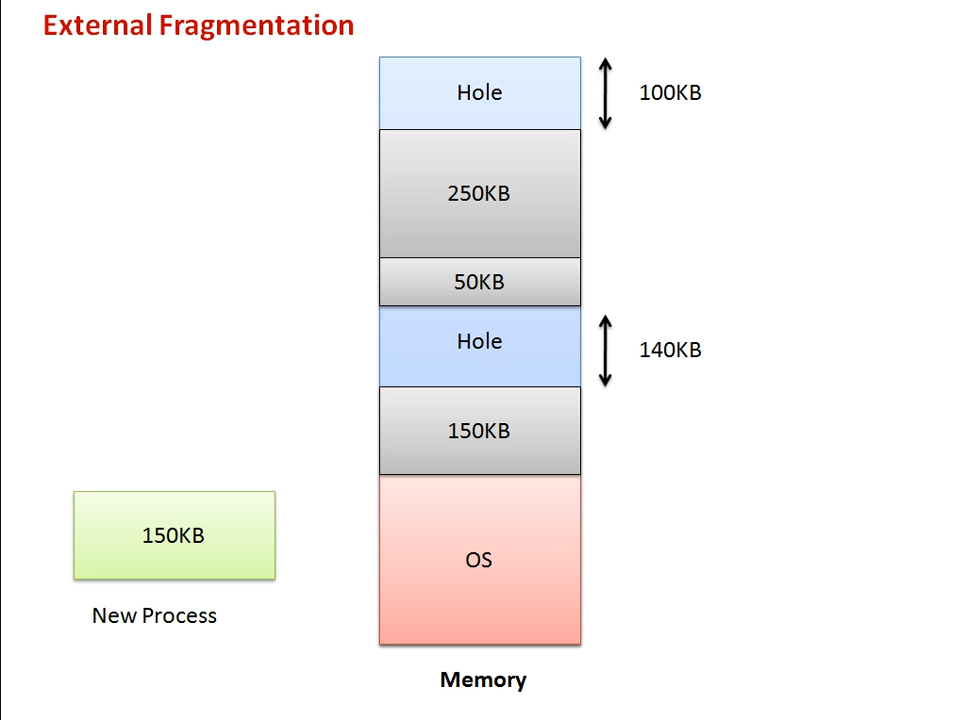 External Fragmentation
Hole
100KB
250KB
50KB
Hole
140KB
150KB
150KB
OS
New Process
Memory